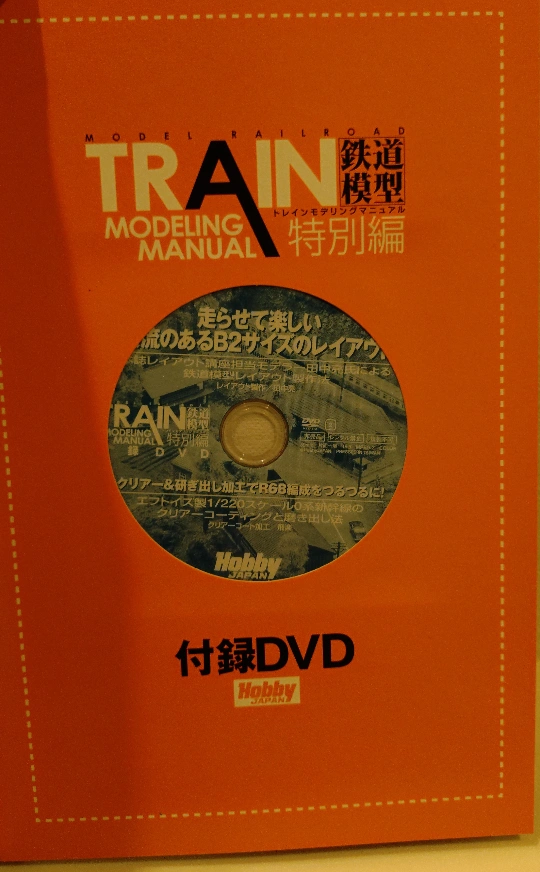 MODEL RAILROAD
TRAIN 鉄道模型
トレインモデリングマニュアル
MODELING
MANUAL 特別編
走らせて楽しい
流のあるB2サイズのレイアウ
鉄道模型レイアウト製作法
TRAIN 鉄道模型
MODELING
MANUAL 特別編
DVD
クリアー&研ぎ出し加工でR68編成をつるつるに!
エフトイズ製1/220スケール0系新幹線の
クリアーコーティングと磨き出し法
Hobby
JAPAN
付録DVD
Hobby
JAPAN